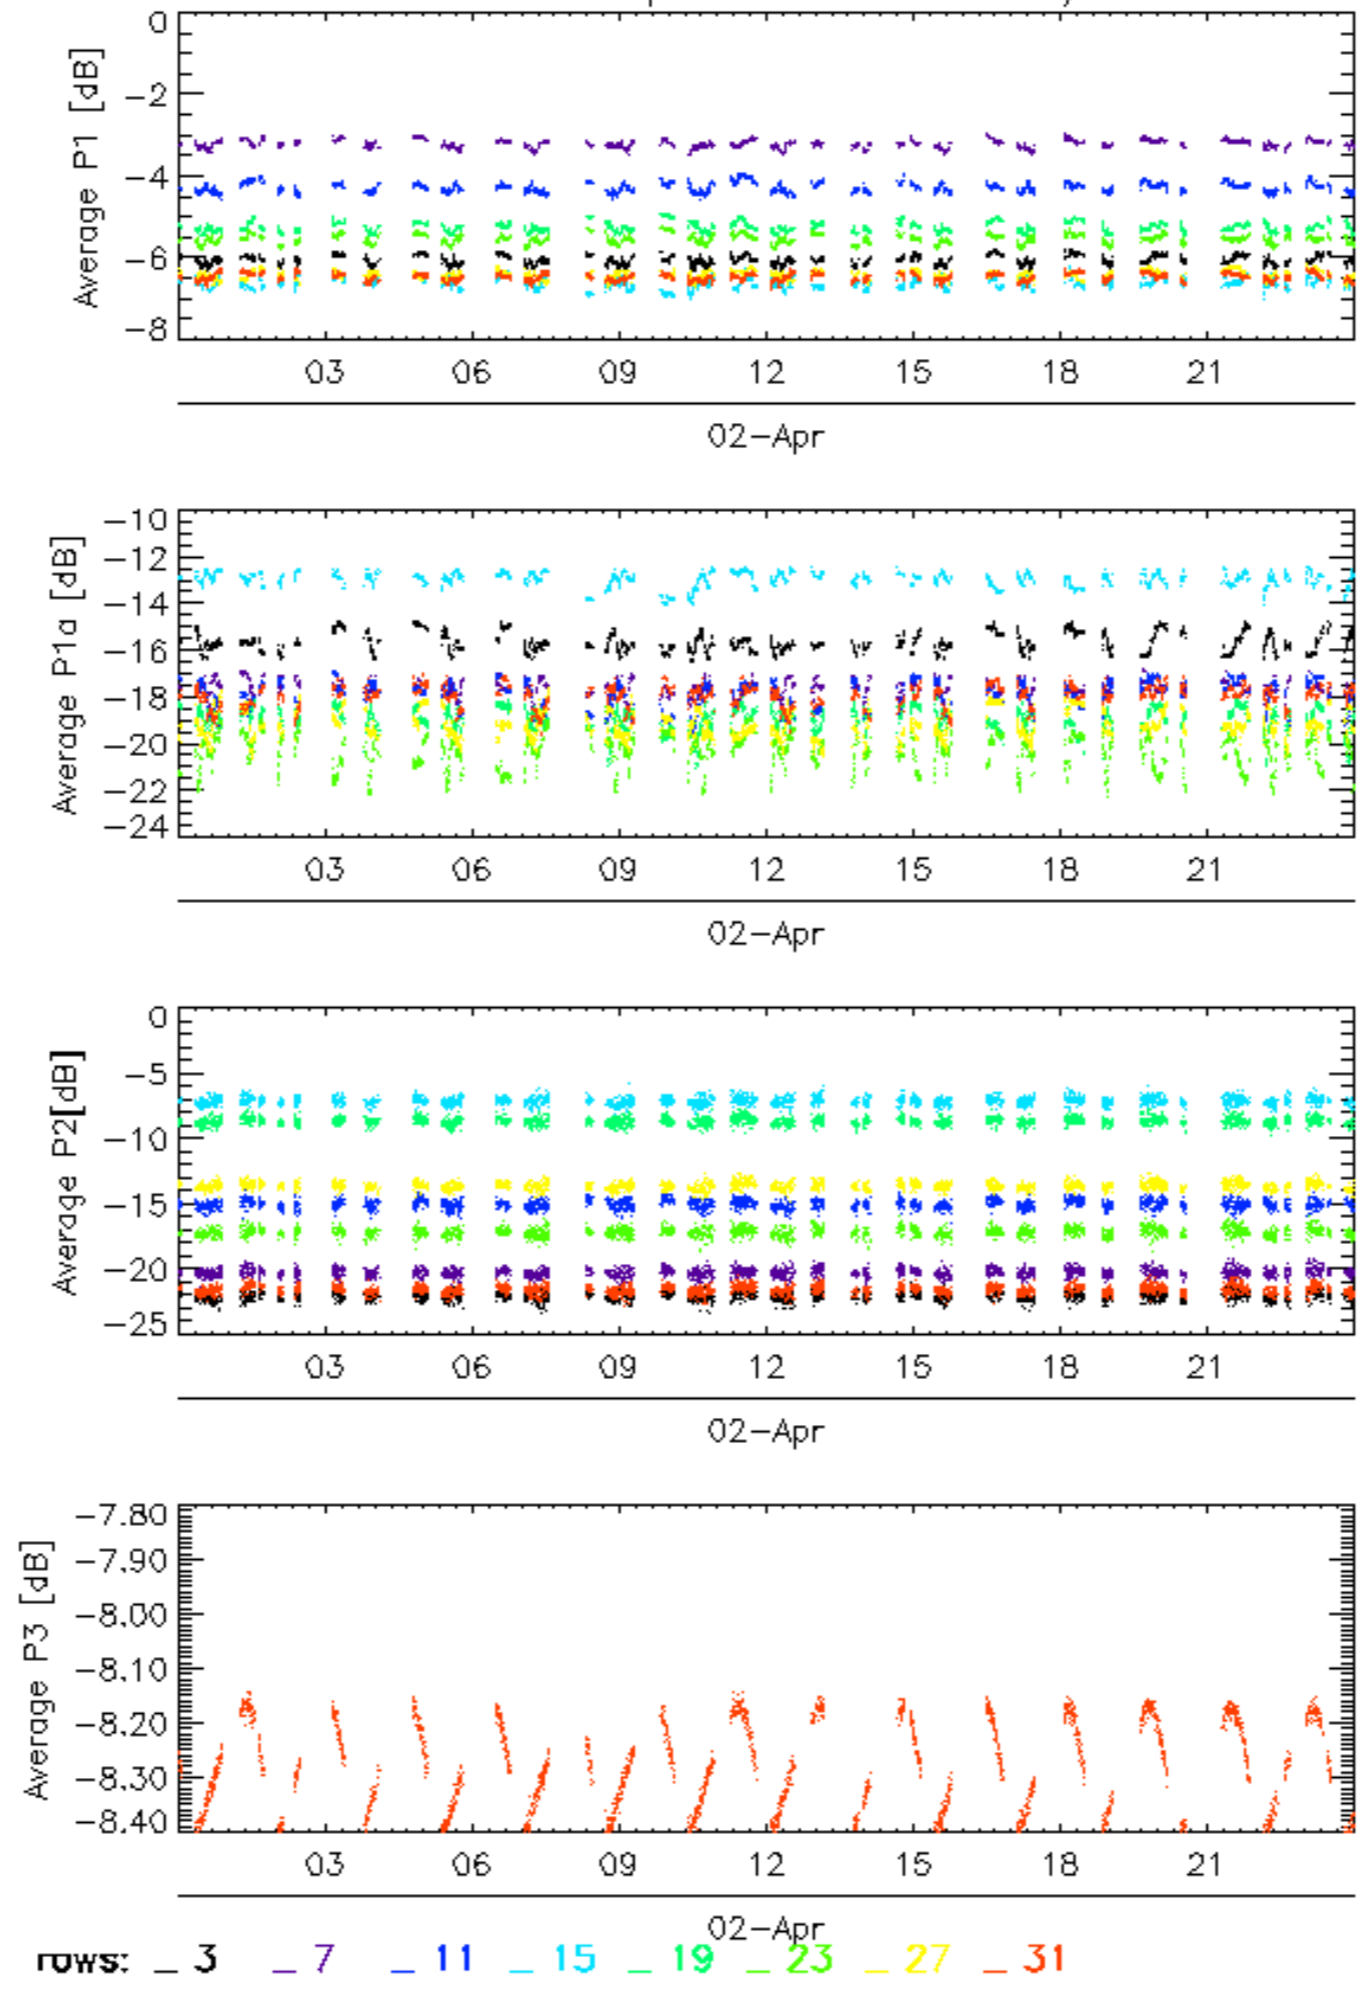 0
-2
-4
-6
-8
Average P1 [dB]
03 06 09 12 15 18 21
02-Apr
-10
-12
-14
-16
-18
-20
-22
-24
Average P1a [dB]
03 06 09 12 15 18 21
02-Apr
0
-5
-10
-15
-20
-25
Average P2[dB]
03 06 09 12 15 18 21
02-Apr
-7.80
-7.90
-8.00
-8.10
-8.20
-8.30
-8.40
Average P3 [dB]
03 06 09 12 15 18 21
02-Apr
rows: _ 3 _ 7 _ 11 _ 15 _ 19 _ 23 _ 27 _ 31